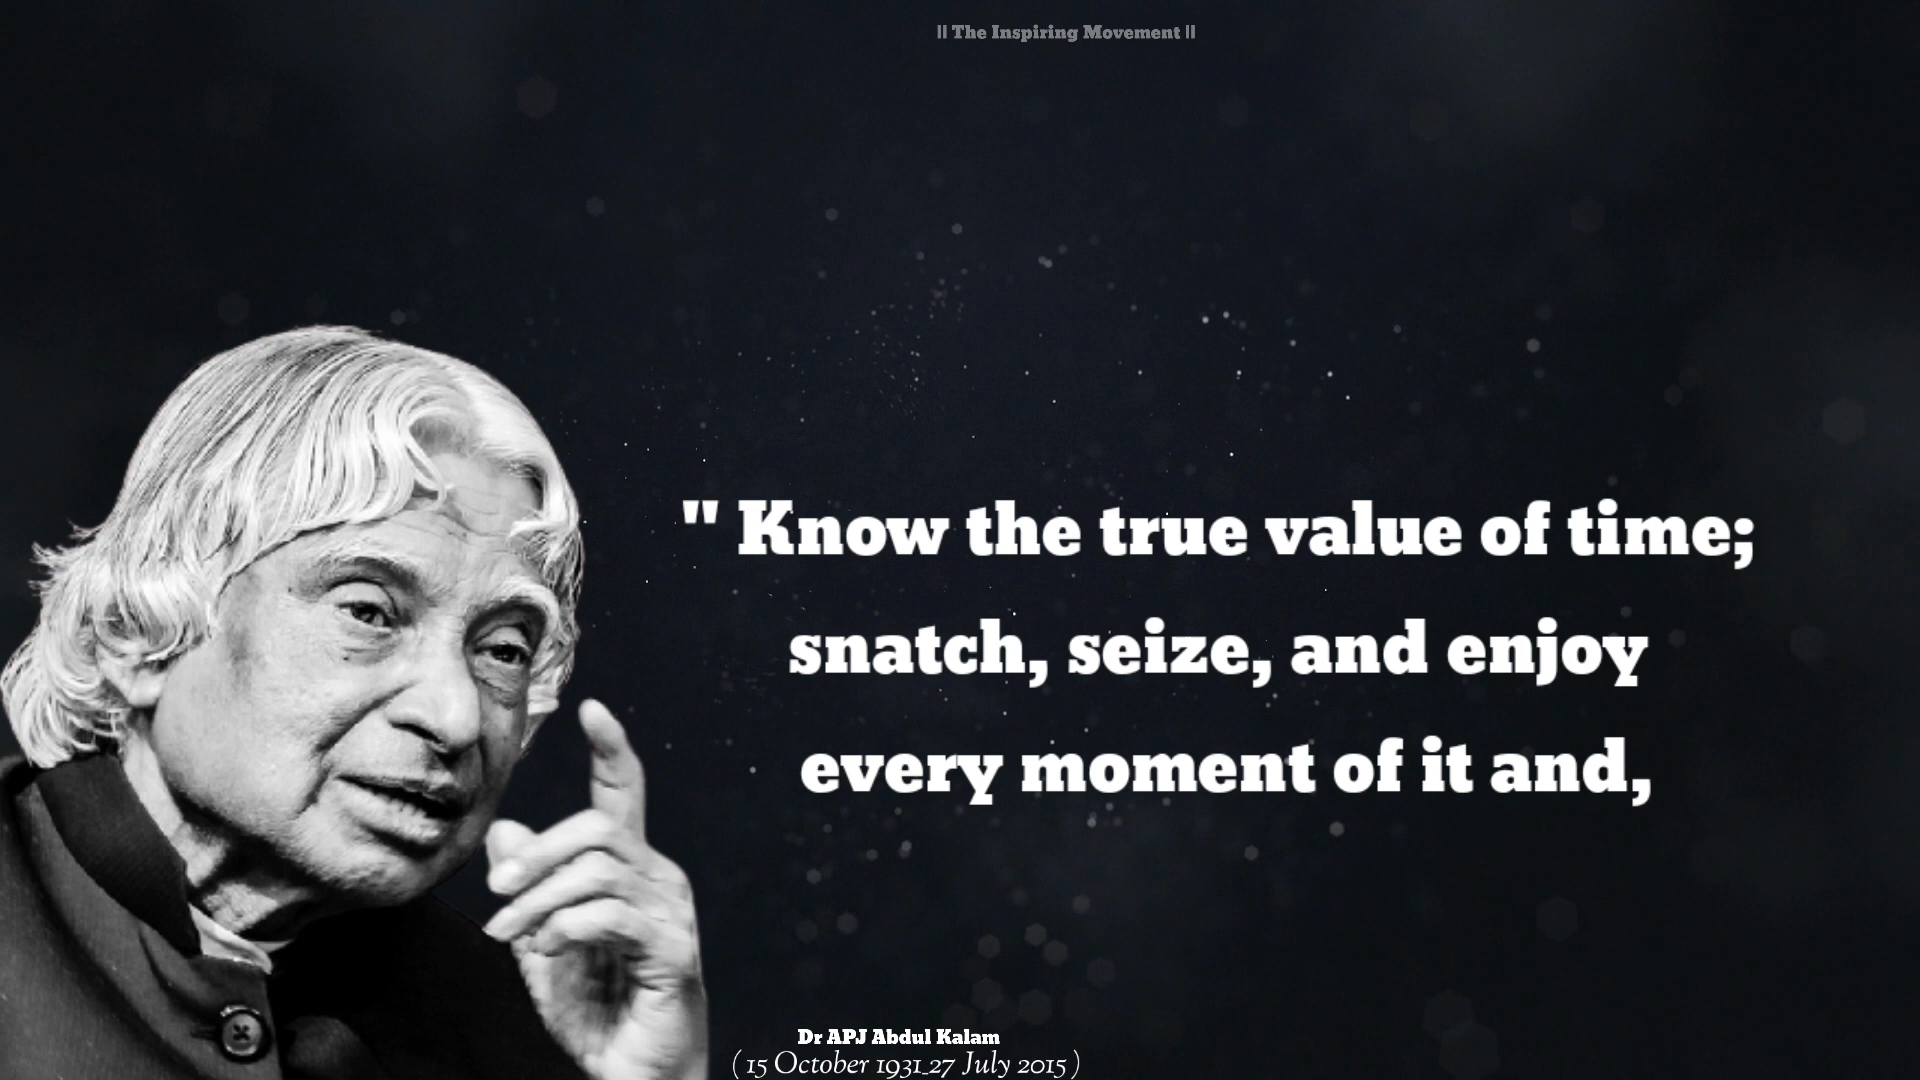 || The Inspiring Movement ||
" Know the true value of time;
snatch, seize, and enjoy
every moment of it and,
Dr APJ Abdul Kalam
( 15 October 1931_27 July 2015 )